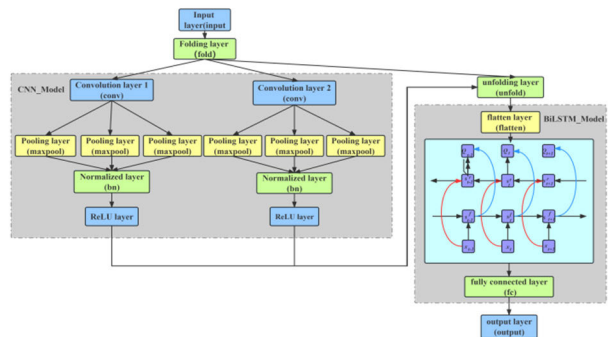 Input
layer(input
Folding layer
(fold)
CNN_Model
Convolution layer 1
(conv)
Convolution layer 2
(conv)
unfolding layer
(unfold)
BiLSTM_Model
flatten layer
(flatten)
Pooling layer
(maxpool)
Pooling layer
(maxpool)
Pooling layer
(maxpool)
Pooling layer
(maxpool)
Pooling layer
(maxpool)
Pooling layer
(maxpool)
Normalized layer
(bn)
Normalized layer
(bn)
ReLU layer
ReLU layer
fully connected layer
(fc)
output layer
(output)